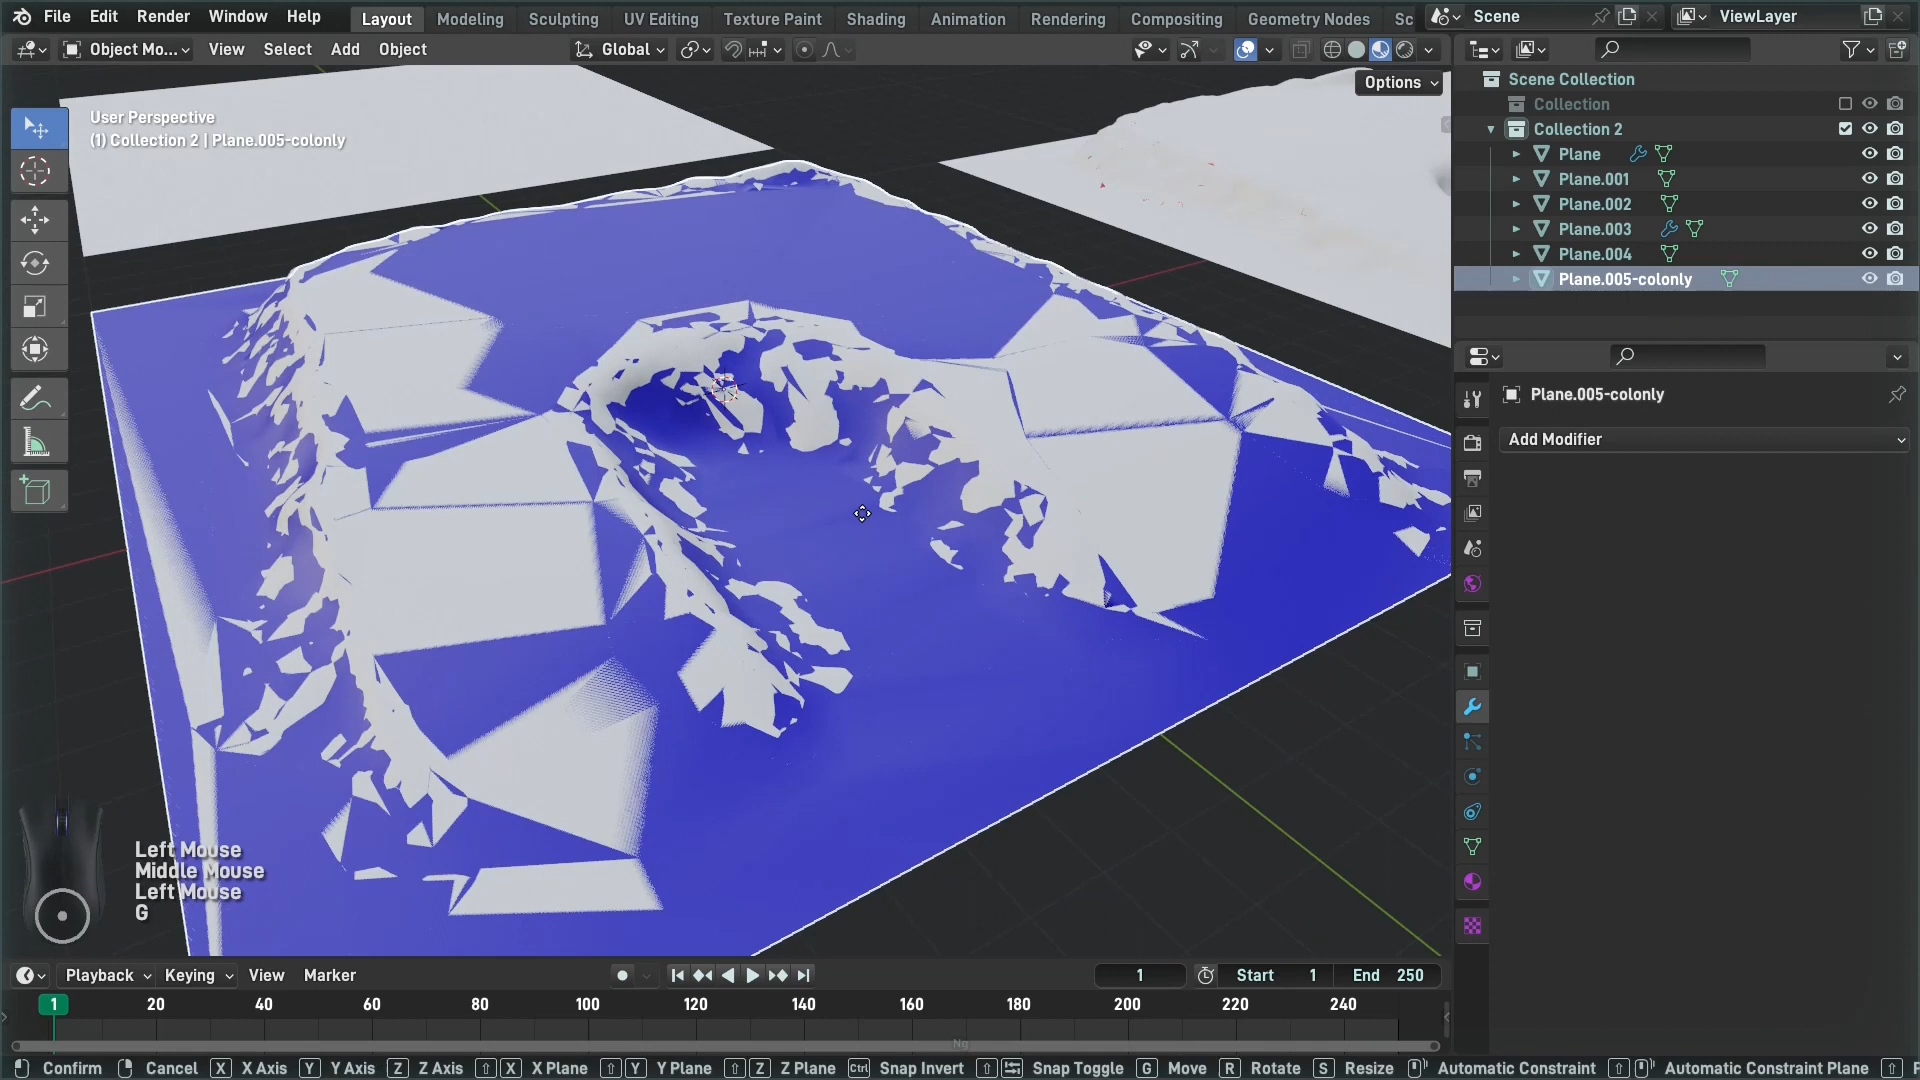 File Edit Render Window Help Layout Modeling Sculpting UV Editing Texture Paint Shading Animation Rendering Compositing Geometry Nodes Sc Scene ViewLayer
Object Mo... View Select Add Object Global
Options
User Perspective
(1) Collection 2 | Plane.005-colonly
Scene Collection
Collection
Collection 2
Plane
Plane.001
Plane.002
Plane.003
Plane.004
Plane.005-colonly
Plane.005-colonly
Add Modifier
Left Mouse
Middle Mouse
Left Mouse
G
Playback Keying View Marker 1 Start 1 End 250
1 20 40 60 80 100 120 140 160 180 200 220 240
Confirm Cancel X X Axis Y Y Axis Z Z Axis X X Plane Y Y Plane Z Z Plane Ctrl Snap Invert Snap Toggle G Move R Rotate S Resize Automatic Constraint Automatic Constraint Plane